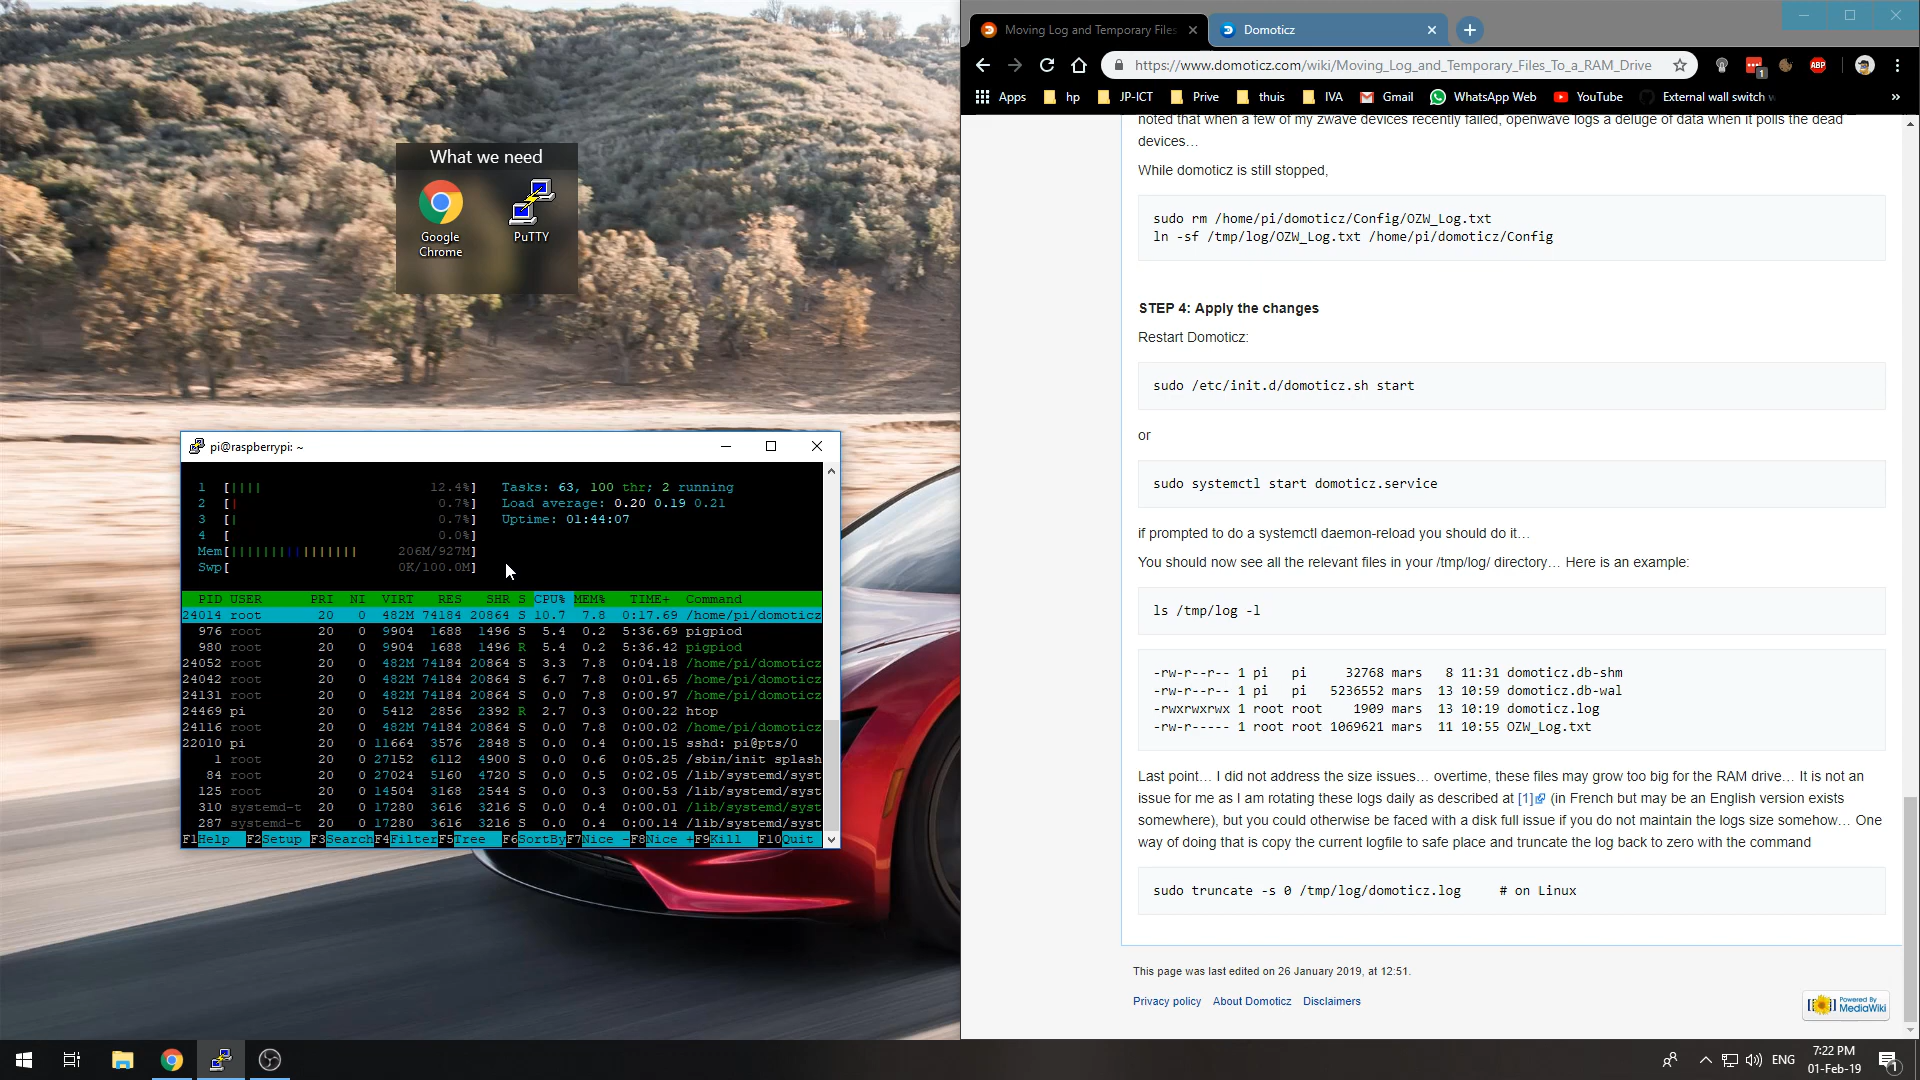 What we need
Google
Chrome
PuTTY
pi@raspberrypi: ~
1 [|||| 12.4%] Tasks: 63, 100 thr; 2 running
2 [| 0.7%] Load average: 0.20 0.19 0.21
3 [| 0.7%] Uptime: 01:44:07
4 [ 0.0%]
Mem[|||||||||||||||| 206M/927M]
Swp[ 0K/100.0M]
PID USER PRI NI VIRT RES SHR S CPU% MEM% TIME+ Command
24014 root 20 0 482M 74184 20864 S 10.7 7.8 0:17.69 /home/pi/domoticz
976 root 20 0 9904 1688 1496 S 5.4 0.2 5:36.69 pigpiod
980 root 20 0 9904 1688 1496 R 5.4 0.2 5:36.42 pigpiod
24052 root 20 0 482M 74184 20864 S 3.3 7.8 0:04.18 /home/pi/domoticz
24042 root 20 0 482M 74184 20864 S 6.7 7.8 0:01.65 /home/pi/domoticz
24131 root 20 0 482M 74184 20864 S 0.0 7.8 0:00.97 /home/pi/domoticz
24469 pi 20 0 5412 2856 2392 R 2.7 0.3 0:00.22 htop
24116 root 20 0 482M 74184 20864 S 0.0 7.8 0:00.02 /home/pi/domoticz
22010 pi 20 0 11664 3576 2848 S 0.0 0.4 0:00.15 sshd: pi@pts/0
1 root 20 0 27152 6112 4900 S 0.0 0.6 0:05.25 /sbin/init splash
84 root 20 0 27024 5160 4720 S 0.0 0.5 0:02.05 /lib/systemd/syst
125 root 20 0 14504 3168 2544 S 0.0 0.3 0:00.53 /lib/systemd/syst
310 systemd-t 20 0 17280 3616 3216 S 0.0 0.4 0:00.01 /lib/systemd/syst
287 systemd-t 20 0 17280 3616 3216 S 0.0 0.4 0:00.14 /lib/systemd/syst
F1Help F2Setup F3SearchF4FilterF5Tree F6SortByF7Nice -F8Nice +F9Kill F10Quit
Moving Log and Temporary Files
Domoticz
https://www.domoticz.com/wiki/Moving_Log_and_Temporary_Files_To_a_RAM_Drive
1
ABP
Apps hp JP-ICT Prive thuis IVA Gmail WhatsApp Web YouTube External wall switch »
noted that when a few of my zwave devices recently failed, openwave logs a deluge of data when it polls the dead
devices…
While domoticz is still stopped,
sudo rm /home/pi/domoticz/Config/OZW_Log.txt
ln -sf /tmp/log/OZW_Log.txt /home/pi/domoticz/Config
STEP 4: Apply the changes
Restart Domoticz:
sudo /etc/init.d/domoticz.sh start
or
sudo systemctl start domoticz.service
if prompted to do a systemctl daemon-reload you should do it…
You should now see all the relevant files in your /tmp/log/ directory… Here is an example:
ls /tmp/log -l
-rw-r--r-- 1 pi pi 32768 mars 8 11:31 domoticz.db-shm
-rw-r--r-- 1 pi pi 5236552 mars 13 10:59 domoticz.db-wal
-rwxrwxrwx 1 root root 1909 mars 13 10:19 domoticz.log
-rw-r----- 1 root root 1069621 mars 11 10:55 OZW_Log.txt
Last point… I did not address the size issues… overtime, these files may grow too big for the RAM drive… It is not an
issue for me as I am rotating these logs daily as described at [1] (in French but may be an English version exists
somewhere), but you could otherwise be faced with a disk full issue if you do not maintain the logs size somehow… One
way of doing that is copy the current logfile to safe place and truncate the log back to zero with the command
sudo truncate -s 0 /tmp/log/domoticz.log # on Linux
This page was last edited on 26 January 2019, at 12:51.
Privacy policy About Domoticz Disclaimers
Powered By
MediaWiki
ENG
7:22 PM
01-Feb-19
1